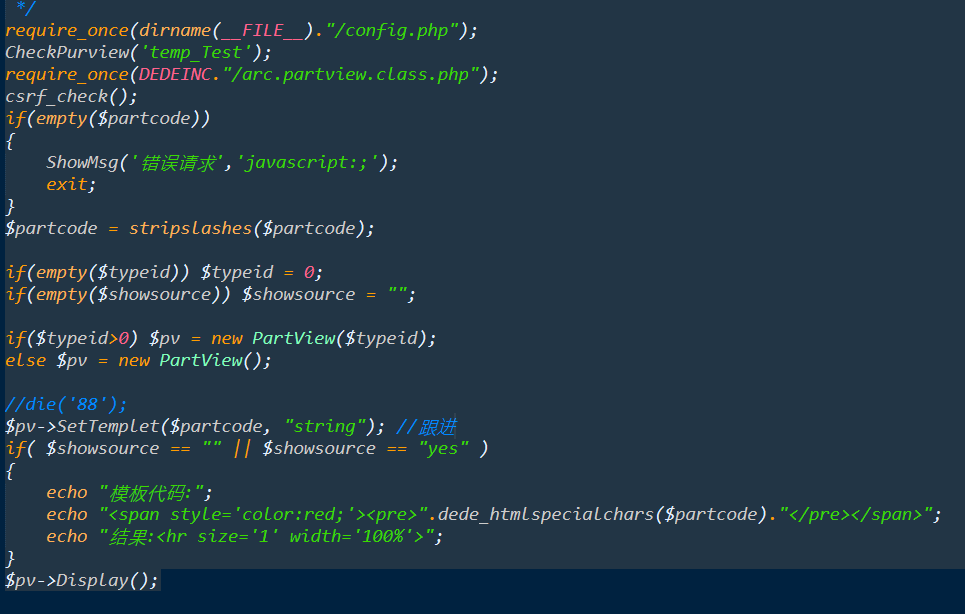 */
require_once(dirname(__FILE__)."/config.php");
CheckPurview('temp_Test');
require_once(DEDEINC."/arc.partview.class.php");
csrf_check();
if(empty($partcode))
{
    ShowMsg('错误请求','javascript:;');
    exit;
}
$partcode = stripslashes($partcode);

if(empty($typeid)) $typeid = 0;
if(empty($showsource)) $showsource = "";

if($typeid>0) $pv = new PartView($typeid);
else $pv = new PartView();

//die('88');
$pv->SetTemplet($partcode, "string"); //跟进
if( $showsource == "" || $showsource == "yes" )
{
    echo "模板代码:";
    echo "<span style='color:red;'><pre>".dede_htmlspecialchars($partcode)."</pre></span>";
    echo "结果:<hr size='1' width='100%'>";
}
$pv->Display();